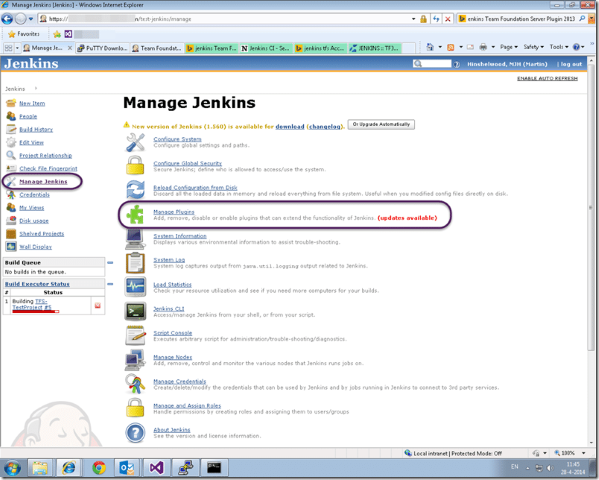 Manage Jenkins [Jenkins] - Windows Internet Explorer
https:// n/test-jenkins/manage
enkins Team Foundation Server Plugin 2013
Favorites
Manage Je...
PuTTY Downlo...
Team Foundat...
jenkins Team F...
Jenkins CI - Se...
jenkins tfs Acc...
JENKINS :: TF3...
Page
Safety
Tools
Jenkins
Hinshelwood, MJH (Martin) | log out
Jenkins
ENABLE AUTO REFRESH
New Item
People
Build History
Edit View
Project Relationship
Check File Fingerprint
Manage Jenkins
Credentials
My Views
Disk usage
Shelved Projects
Wall Display
Build Queue
No builds in the queue.
Build Executor Status
# Status
1 Building TFS-
TestProject #5
Manage Jenkins
New version of Jenkins (1.560) is available for download (changelog). Or Upgrade Automatically
Configure System
Configure global settings and paths.
Configure Global Security
Secure Jenkins; define who is allowed to access/use the system.
Reload Configuration from Disk
Discard all the loaded data in memory and reload everything from file system. Useful when you modified config files directly on disk.
Manage Plugins
Add, remove, disable or enable plugins that can extend the functionality of Jenkins. (updates available)
System Information
Displays various environmental information to assist trouble-shooting.
System Log
System log captures output from java.util.logging output related to Jenkins.
Load Statistics
Check your resource utilization and see if you need more computers for your builds.
Jenkins CLI
Access/manage Jenkins from your shell, or from your script.
Script Console
Executes arbitrary script for administration/trouble-shooting/diagnostics.
Manage Nodes
Add, remove, control and monitor the various nodes that Jenkins runs jobs on.
Manage Credentials
Create/delete/modify the credentials that can be used by Jenkins and by jobs running in Jenkins to connect to 3rd party services.
Manage and Assign Roles
Handle permissions by creating roles and assigning them to users/groups
About Jenkins
See the version and license information.
Local intranet | Protected Mode: Off
100%
EN
11:45
28-4-2014